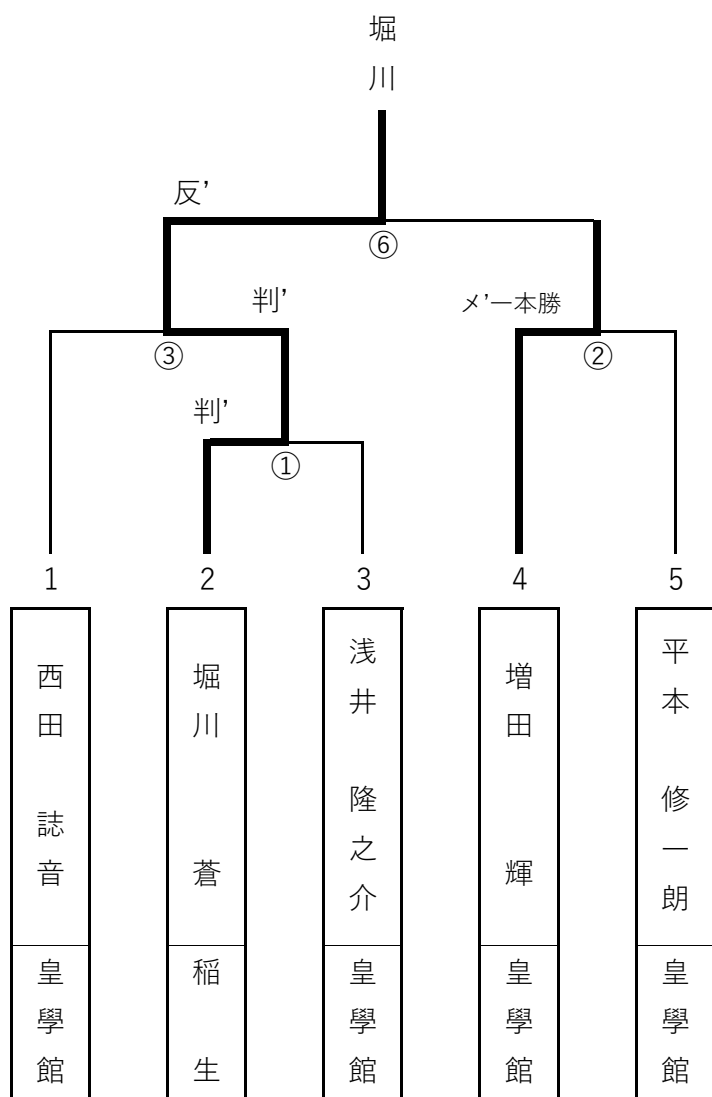 堀川
反’
⑥
判’
メ’一本勝
③
②
判’
①
1
2
3
4
5
西田 誌音
皇學館
堀川 蒼
稲生
浅井 隆之介
皇學館
増田 輝
皇學館
平本 修一朗
皇學館